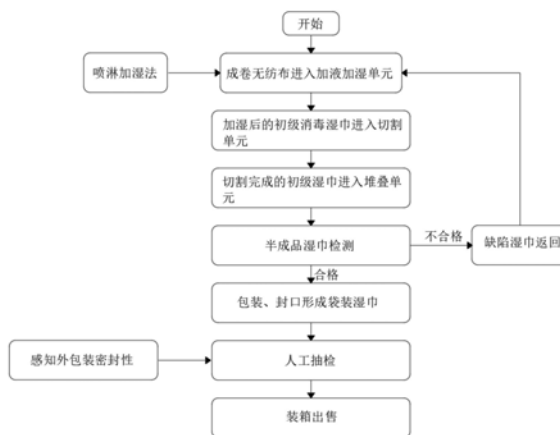 开始
喷淋加湿法
成卷无纺布进入加液加湿单元
加湿后的初级消毒湿巾进入切割
单元
切割完成的初级湿巾进入堆叠单
元
半成品湿巾检测
不合格
缺陷湿巾返回
合格
包装、封口形成袋装湿巾
感知外包装密封性
人工抽检
装箱出售